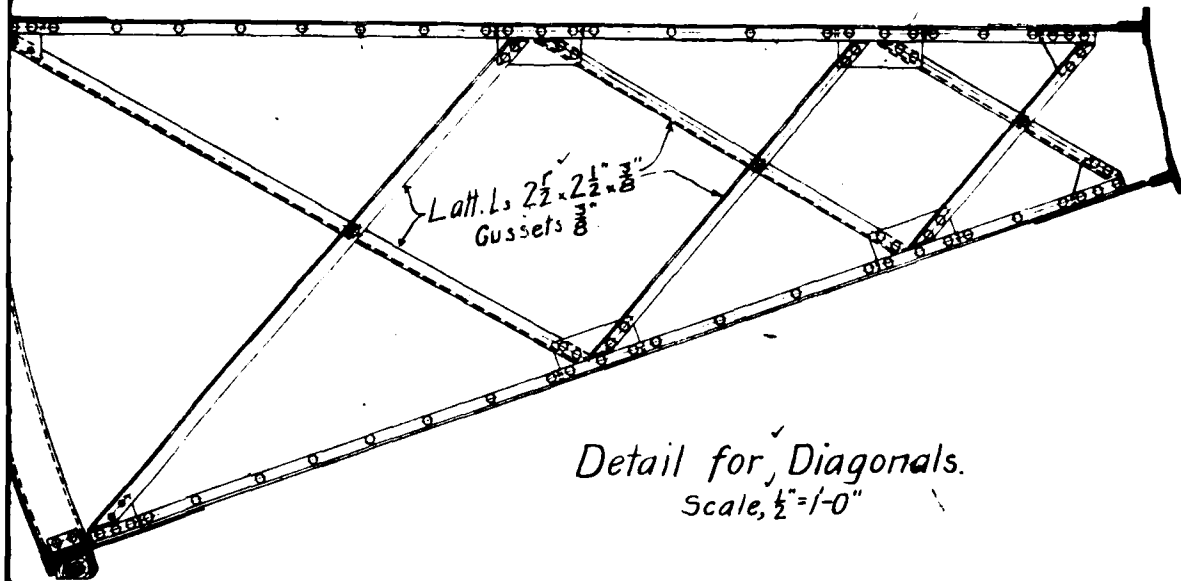 Latt. Ls 2½" x 2½" x ⅜"
Gussets ⅜"
Detail for Diagonals.
Scale, ½"=1'-0"